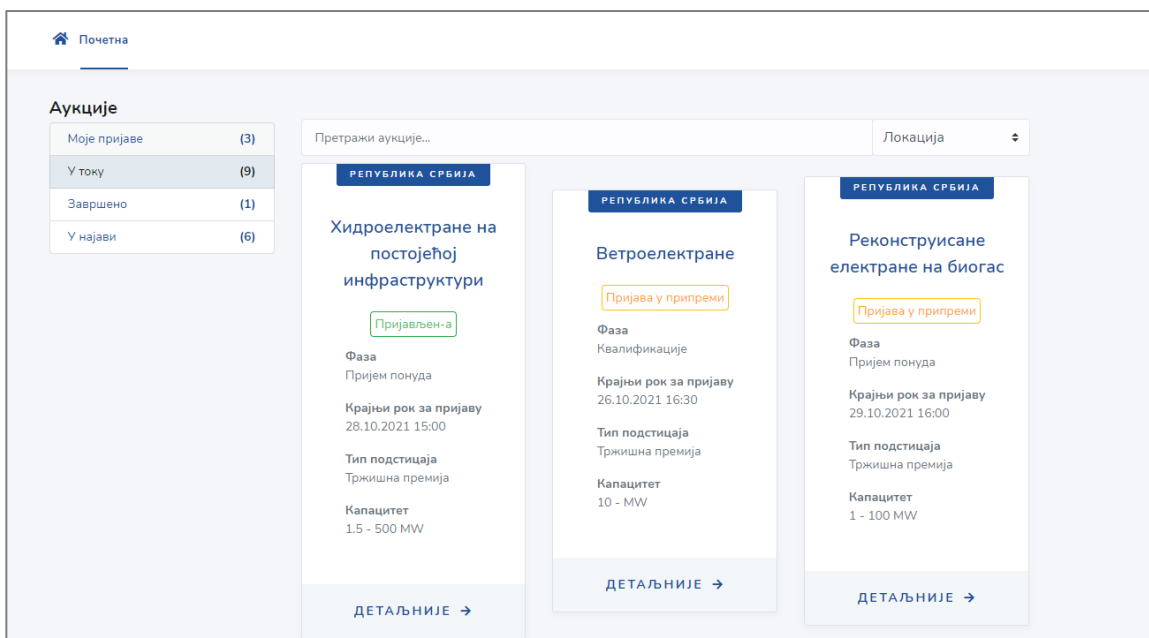 Почетна
Аукције
Моје пријаве (3)
У току (9)
Завршено (1)
У најави (6)
Претражи аукције...
Локација
РЕПУБЛИКА СРБИЈА
Хидроелектране на
постојећој
инфраструктури
Пријављен-а
Фаза
Пријем понуда
Крајњи рок за пријаву
28.10.2021 15:00
Тип подстицаја
Тржишна премија
Капацитет
1.5 - 500 MW
ДЕТАЉНИЈЕ →
РЕПУБЛИКА СРБИЈА
Ветроелектране
Пријава у припреми
Фаза
Квалификације
Крајњи рок за пријаву
26.10.2021 16:30
Тип подстицаја
Тржишна премија
Капацитет
10 - MW
ДЕТАЉНИЈЕ →
РЕПУБЛИКА СРБИЈА
Реконструисане
електране на биогас
Пријава у припреми
Фаза
Пријем понуда
Крајњи рок за пријаву
29.10.2021 16:00
Тип подстицаја
Тржишна премија
Капацитет
1 - 100 MW
ДЕТАЉНИЈЕ →